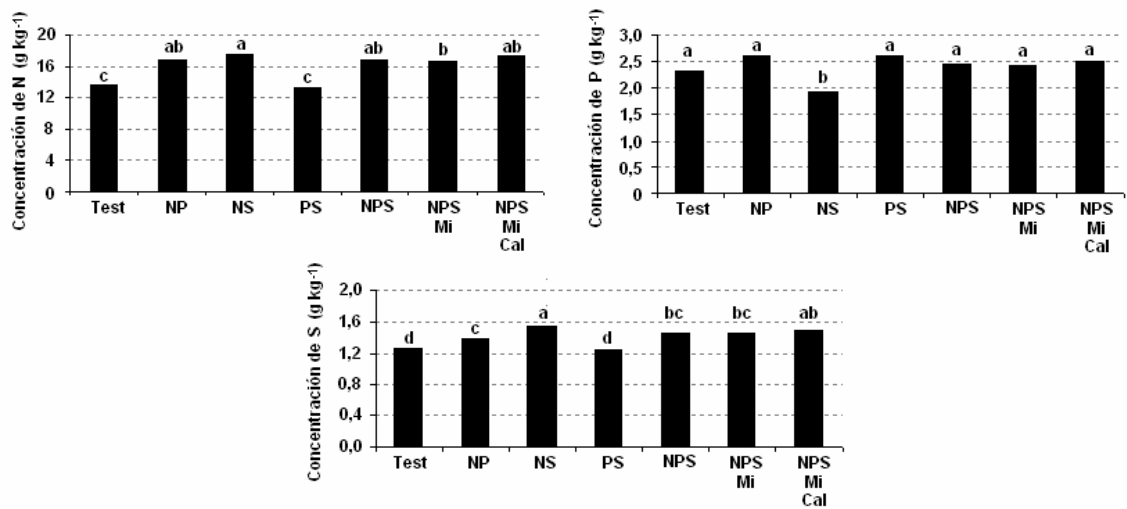 Concentración de N (g kg-1)
20
16
12
8
4
0
c
ab
a
c
ab
b
ab
Test NP NS PS NPS NPS Mi NPS Mi Cal
Concentración de P (g kg-1)
3,0
2,5
2,0
1,5
1,0
0,5
0
a
a
b
a
a
a
a
Test NP NS PS NPS NPS Mi NPS Mi Cal
Concentración de S (g kg-1)
2,0
1,6
1,2
0,8
0,4
0,0
d
c
a
d
bc
bc
ab
Test NP NS PS NPS NPS Mi NPS Mi Cal